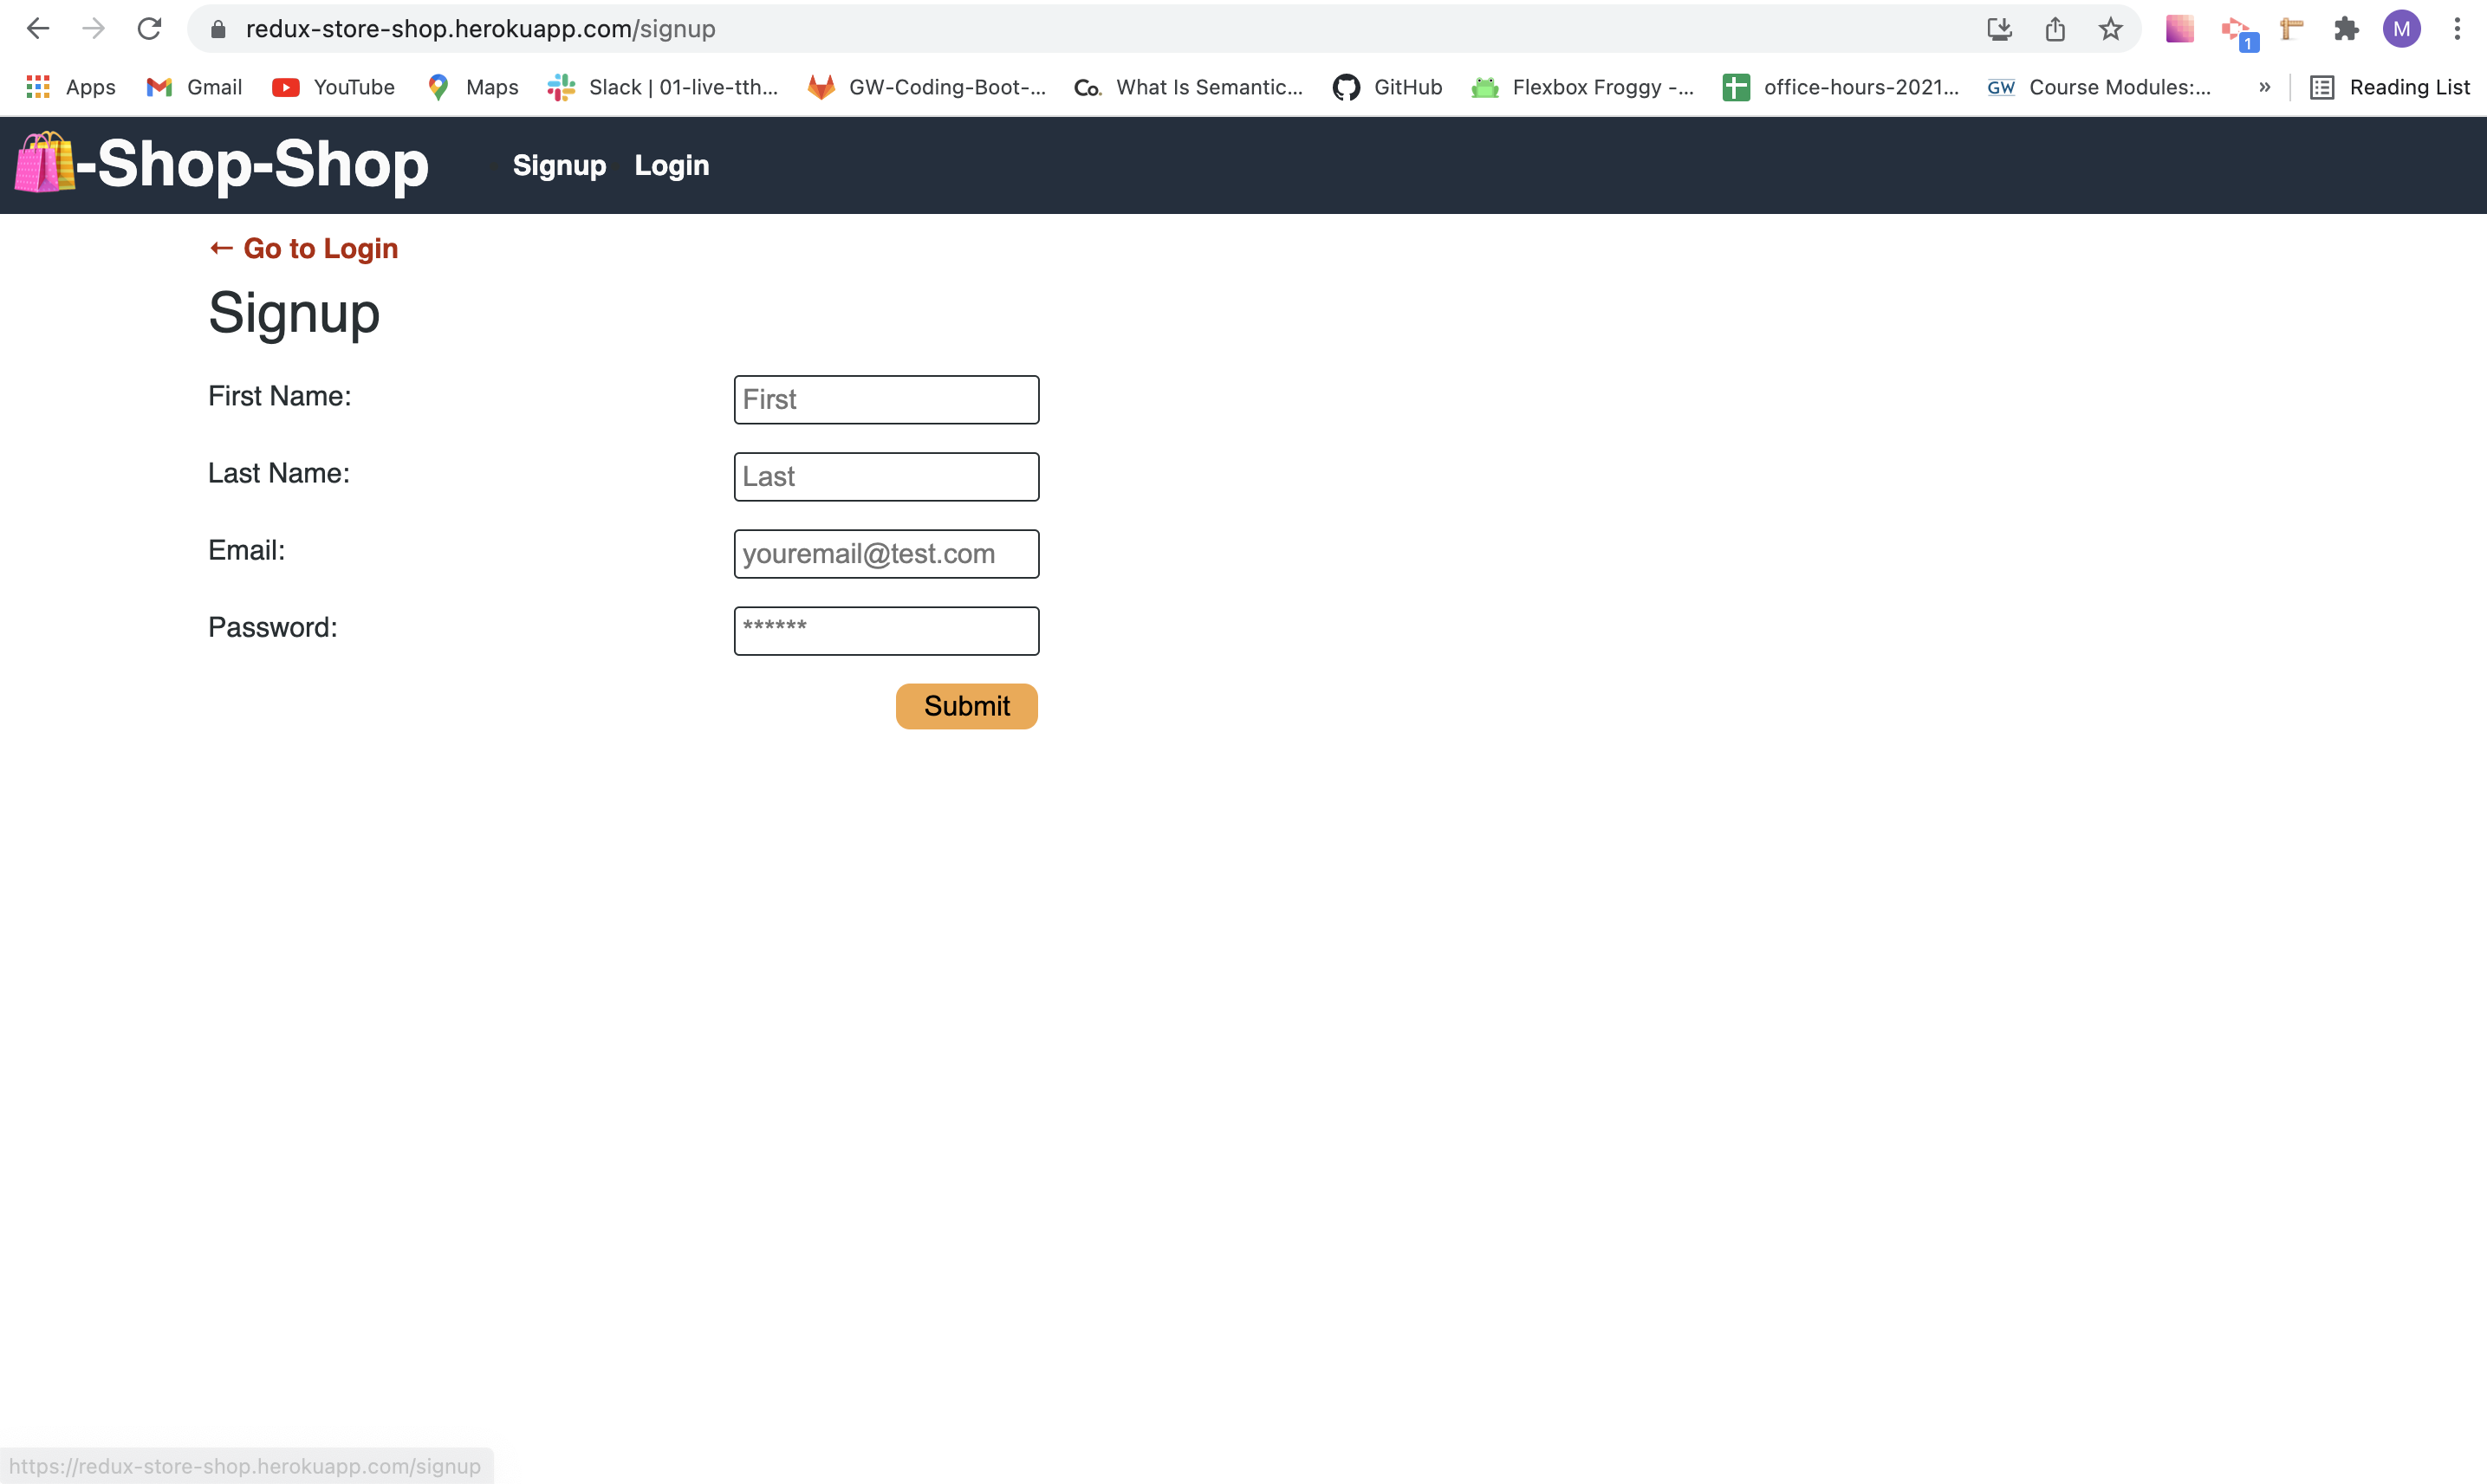 redux-store-shop.herokuapp.com/signup
1
M
Apps Gmail YouTube Maps Slack | 01-live-tth... GW-Coding-Boot-... Co. What Is Semantic... GitHub Flexbox Froggy -... office-hours-2021... GW Course Modules:... » Reading List
-Shop-Shop Signup Login
← Go to Login
Signup
First Name: First
Last Name: Last
Email: youremail@test.com
Password: ******
Submit
https://redux-store-shop.herokuapp.com/signup